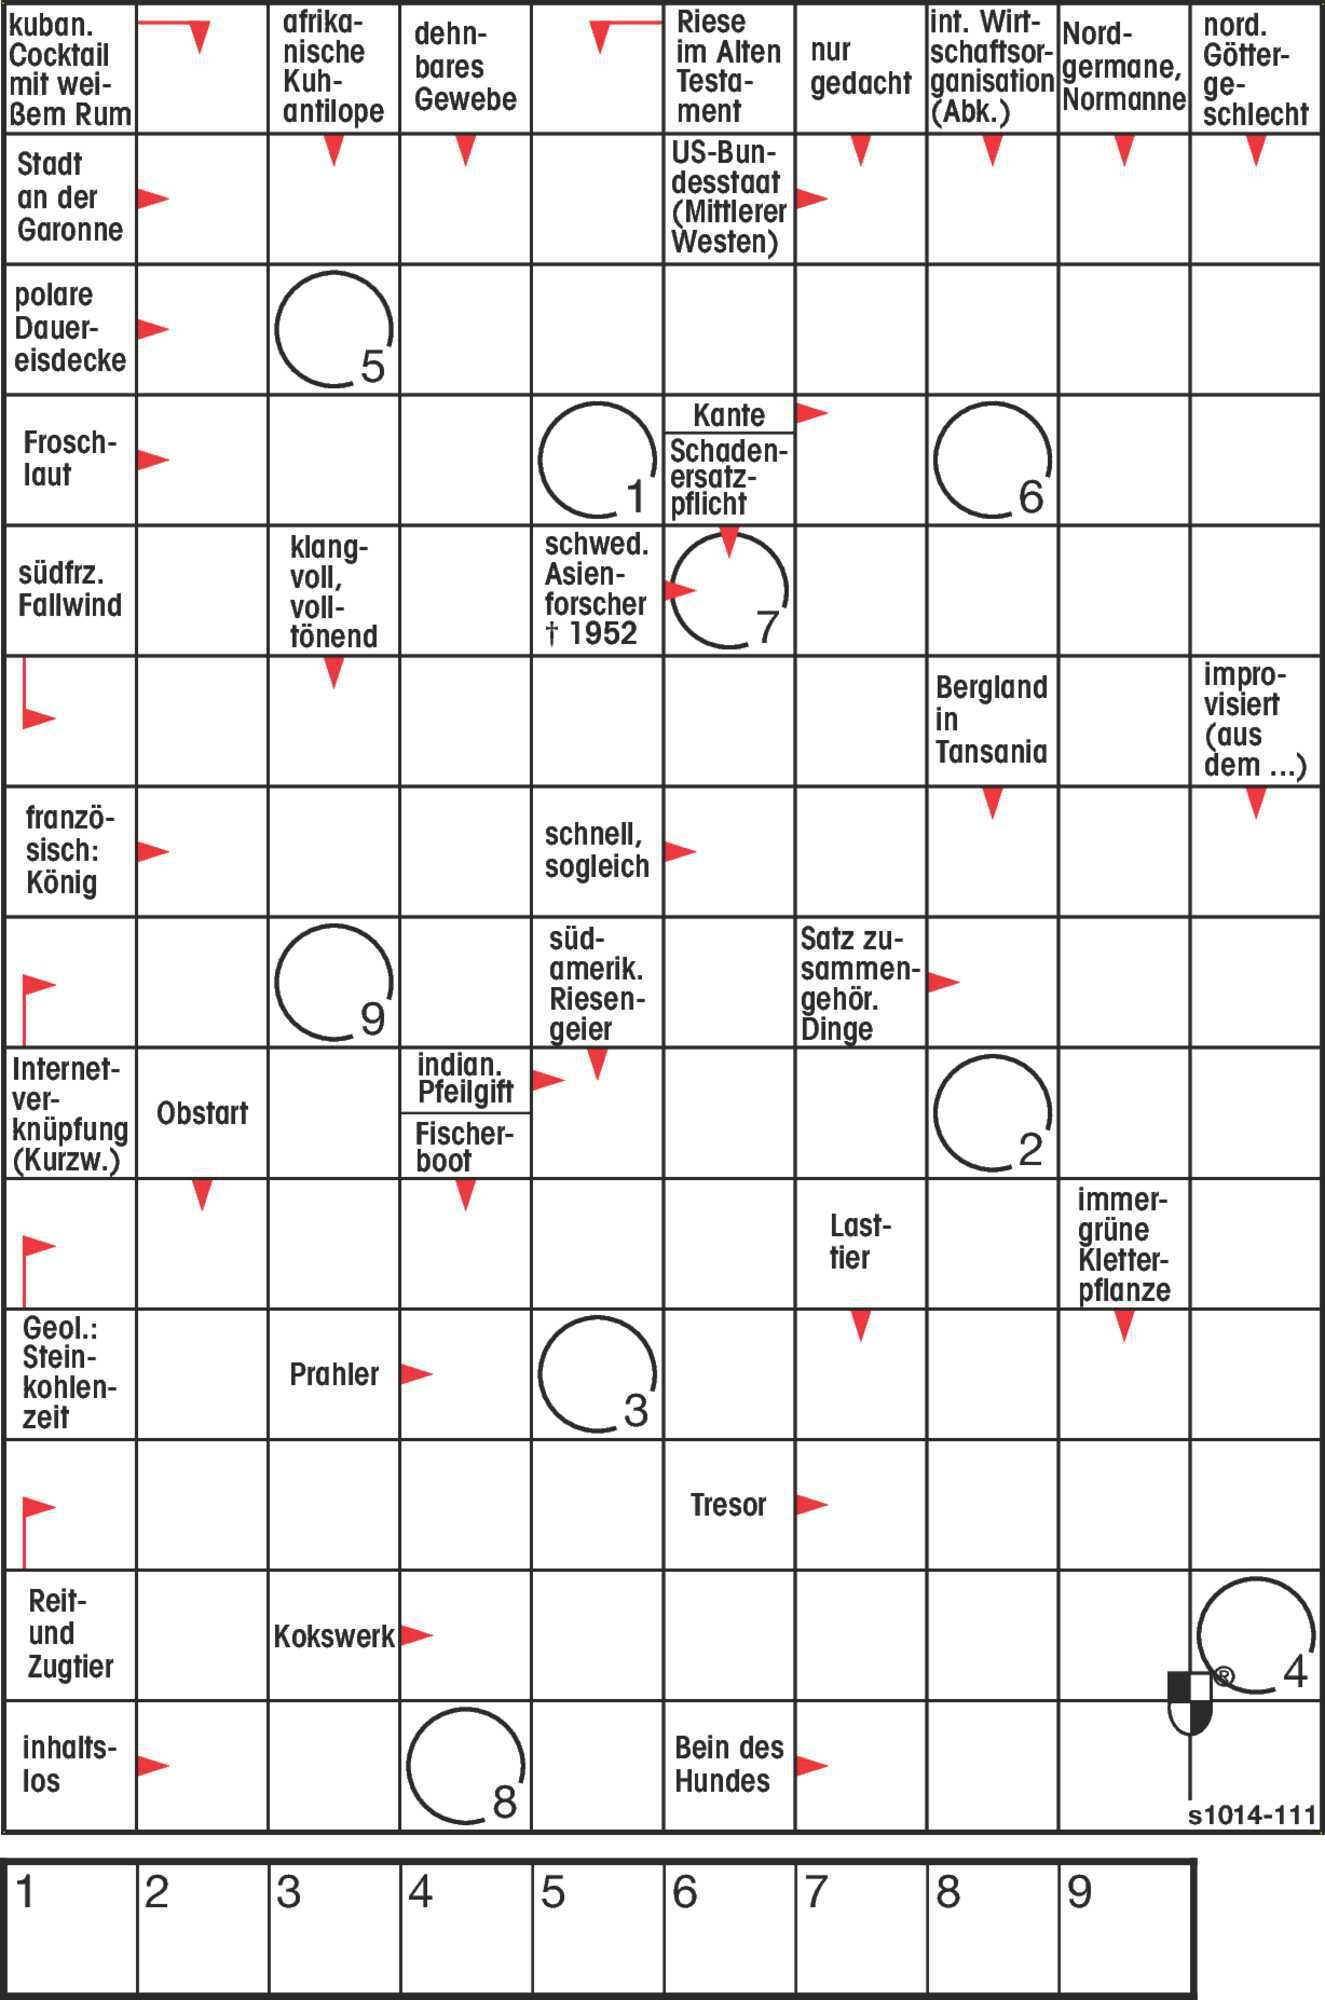 kuban.
Cocktail
mit wei-
ßem Rum
afrika-
nische
Kuh-
antilope
dehn-
bares
Gewebe
Riese
im Alten
Testa-
ment
nur
gedacht
int. Wirt-
schaftsor-
ganisation
(Abk.)
Nord-
germane,
Normanne
nord.
Götter-
ge-
schlecht
Stadt
an der
Garonne
US-Bun-
desstaat
(Mittlerer
Westen)
polare
Dauer-
eisdecke
5
Frosch-
laut
1
Kante
Schaden-
ersatz-
pflicht
6
südfrz.
Fallwind
klang-
voll,
voll-
tönend
schwed.
Asien-
forscher
† 1952
7
Bergland
in
Tansania
impro-
visiert
(aus
dem ...)
franzö-
sisch:
König
schnell,
sogleich
9
süd-
amerik.
Riesen-
geier
Satz zu-
sammen-
gehör.
Dinge
Internet-
ver-
knüpfung
(Kurzw.)
Obstart
indian.
Pfeilgift
Fischer-
boot
2
Last-
tier
immer-
grüne
Kletter-
pflanze
Geol.:
Stein-
kohlen-
zeit
Prahler
3
Tresor
Reit-
und
Zugtier
Kokswerk
4
®
inhalts-
los
8
Bein des
Hundes
s1014-111
1 2 3 4 5 6 7 8 9